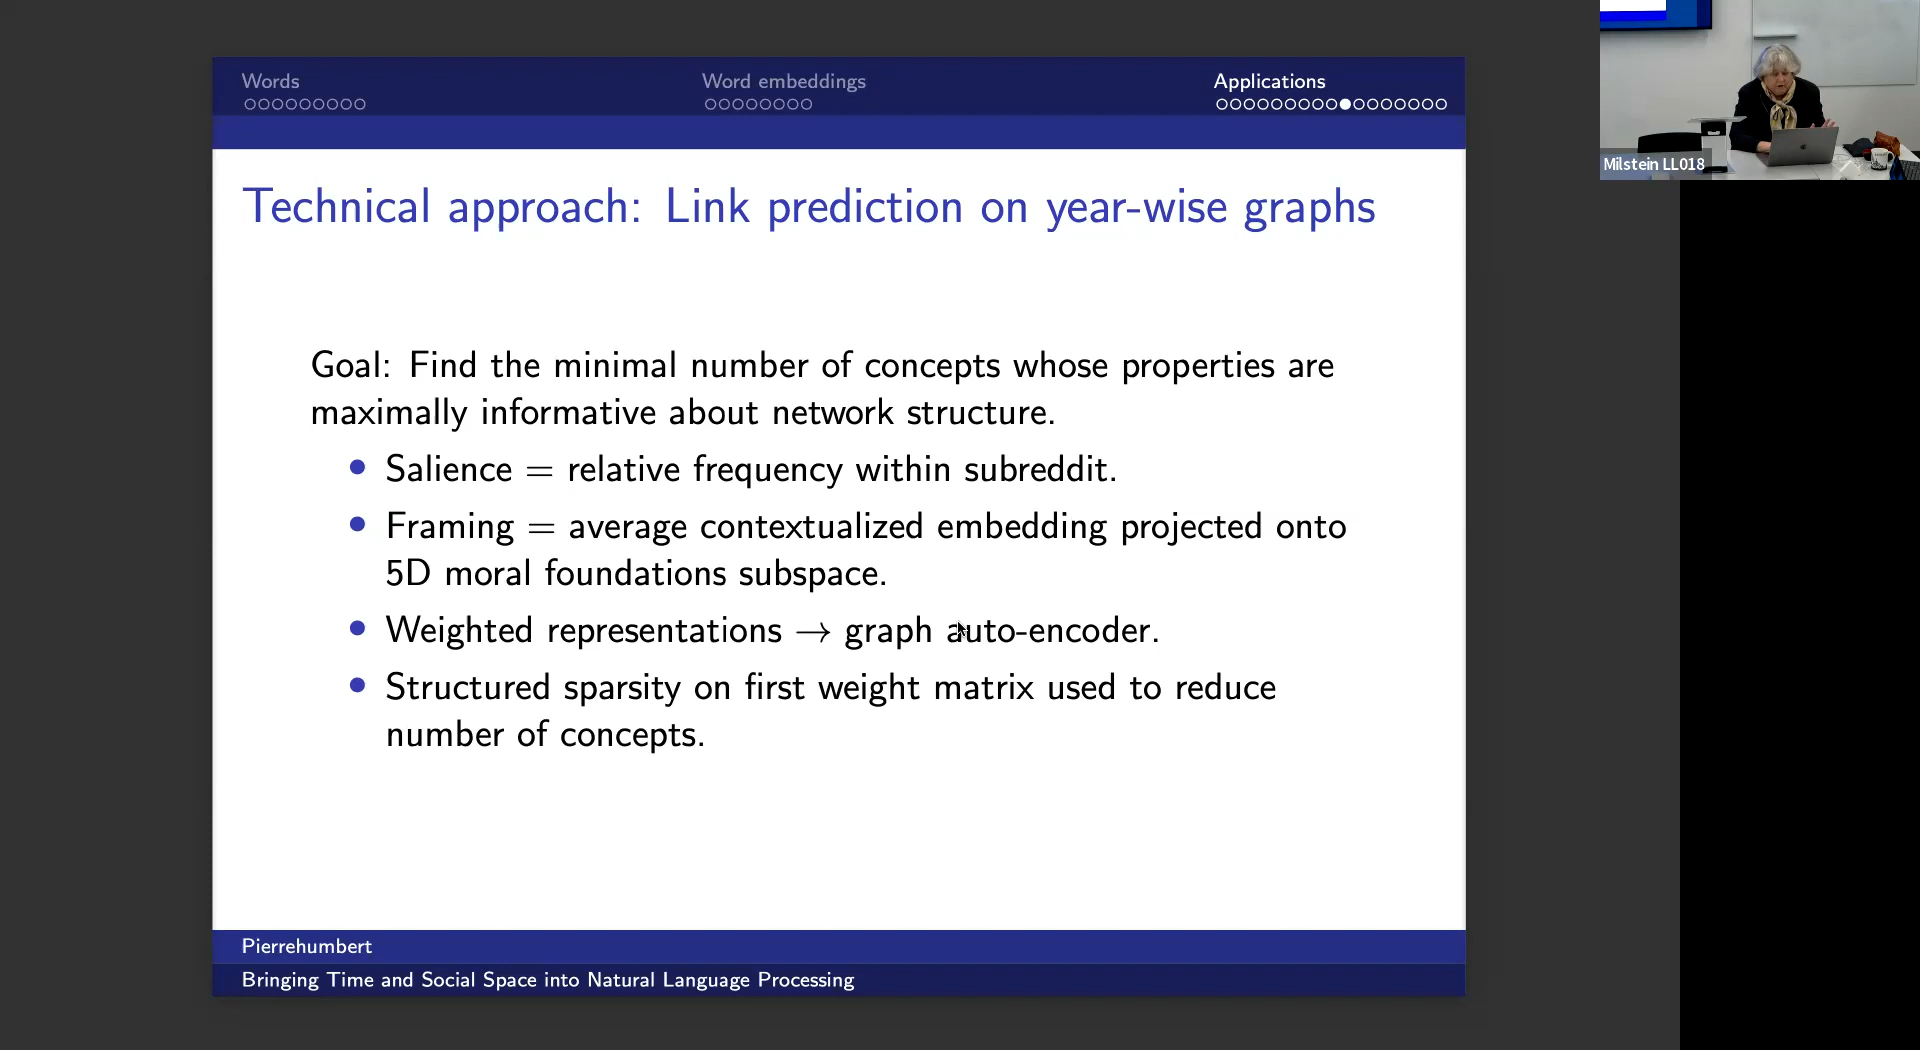 Words
Word embeddings
Applications
Technical approach: Link prediction on year-wise graphs
Goal: Find the minimal number of concepts whose properties are
maximally informative about network structure.
Salience = relative frequency within subreddit.
Framing = average contextualized embedding projected onto
5D moral foundations subspace.
Weighted representations → graph auto-encoder.
Structured sparsity on first weight matrix used to reduce
number of concepts.
Pierrehumbert
Bringing Time and Social Space into Natural Language Processing
Milstein LL018